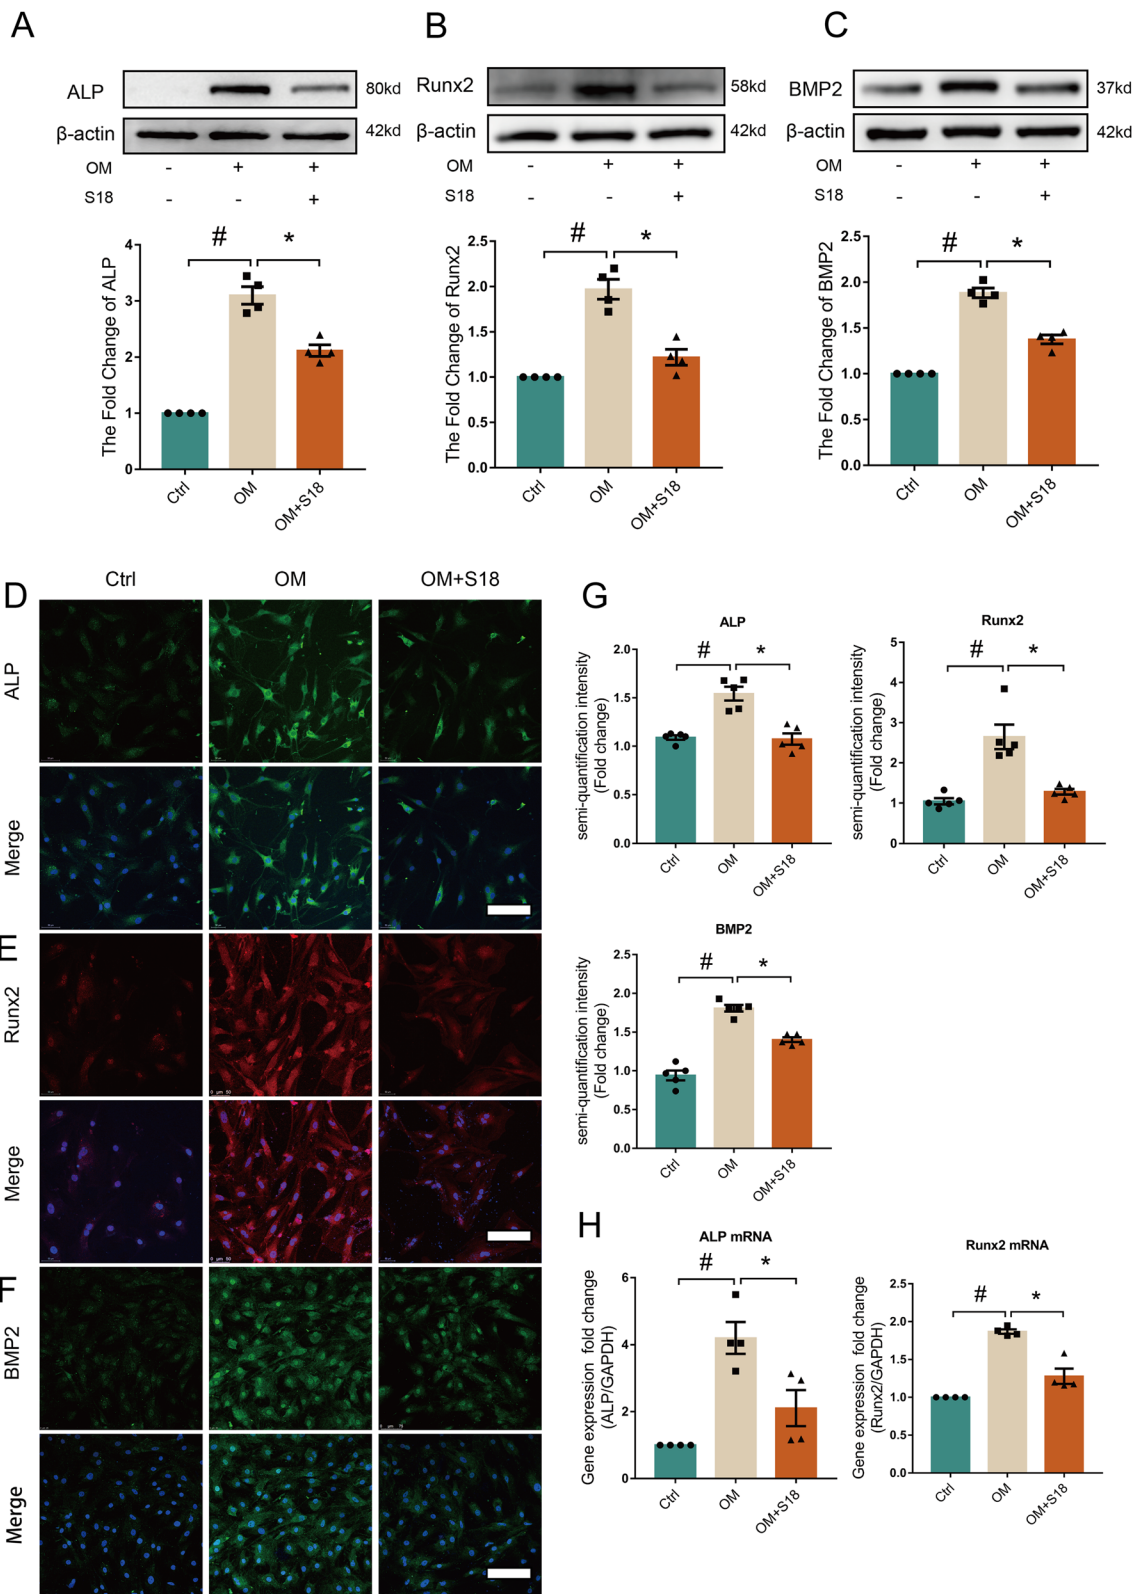 A
B
C
ALP
80kd
β-actin
42kd
OM - + +
S18 - - +
Runx2
58kd
β-actin
42kd
- + +
- - +
BMP2
37kd
β-actin
42kd
OM - + +
S18 - - +
The Fold Change of ALP
4
3
2
1
0
# *
Ctrl
OM
OM+S18
The Fold Change of Runx2
2.5
2.0
1.5
1.0
0.5
0.0
# *
Ctrl
OM
OM+S18
The Fold Change of BMP2
2.5
2.0
1.5
1.0
0.5
0.0
# *
Ctrl
OM
OM+S18
D
Ctrl
OM
OM+S18
ALP
Merge
E
Runx2
Merge
F
BMP2
Merge
G
ALP
semi-quantification intensity
(Fold change)
2.0
1.5
1.0
0.5
0.0
# *
Ctrl
OM
OM+S18
Runx2
semi-quantification intensity
(Fold change)
5
4
3
2
1
0
# *
Ctrl
OM
OM+S18
BMP2
semi-quantification intensity
(Fold change)
2.5
2.0
1.5
1.0
0.5
0.0
# *
Ctrl
OM
OM+S18
H
ALP mRNA
Gene expression fold change
(ALP/GAPDH)
6
4
2
0
# *
Ctrl
OM
OM+S18
Runx2 mRNA
Gene expression fold change
(Runx2/GAPDH)
2.5
2.0
1.5
1.0
0.5
0.0
# *
Ctrl
OM
OM+S18